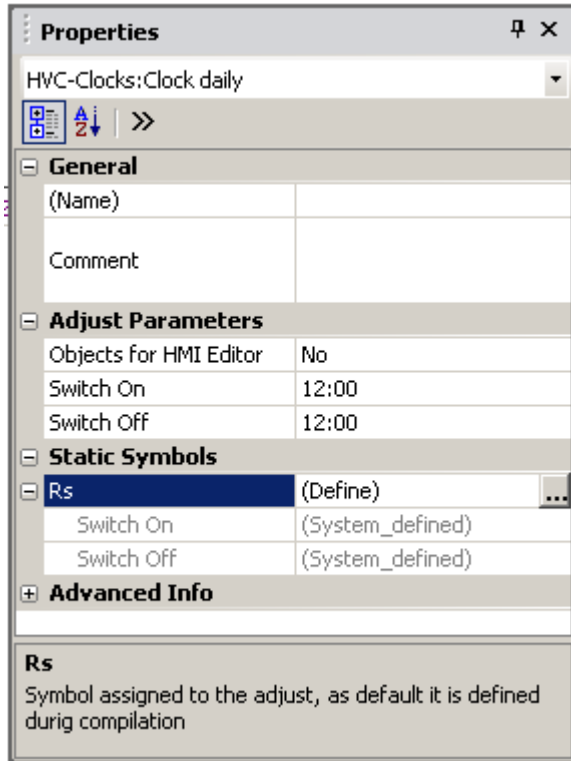 Properties
HVC-Clocks:Clock daily
General
(Name)
Comment
Adjust Parameters
Objects for HMI Editor No
Switch On 12:00
Switch Off 12:00
Static Symbols
Rs (Define) ...
Switch On (System_defined)
Switch Off (System_defined)
Advanced Info
Rs
Symbol assigned to the adjust, as default it is defined
durig compilation